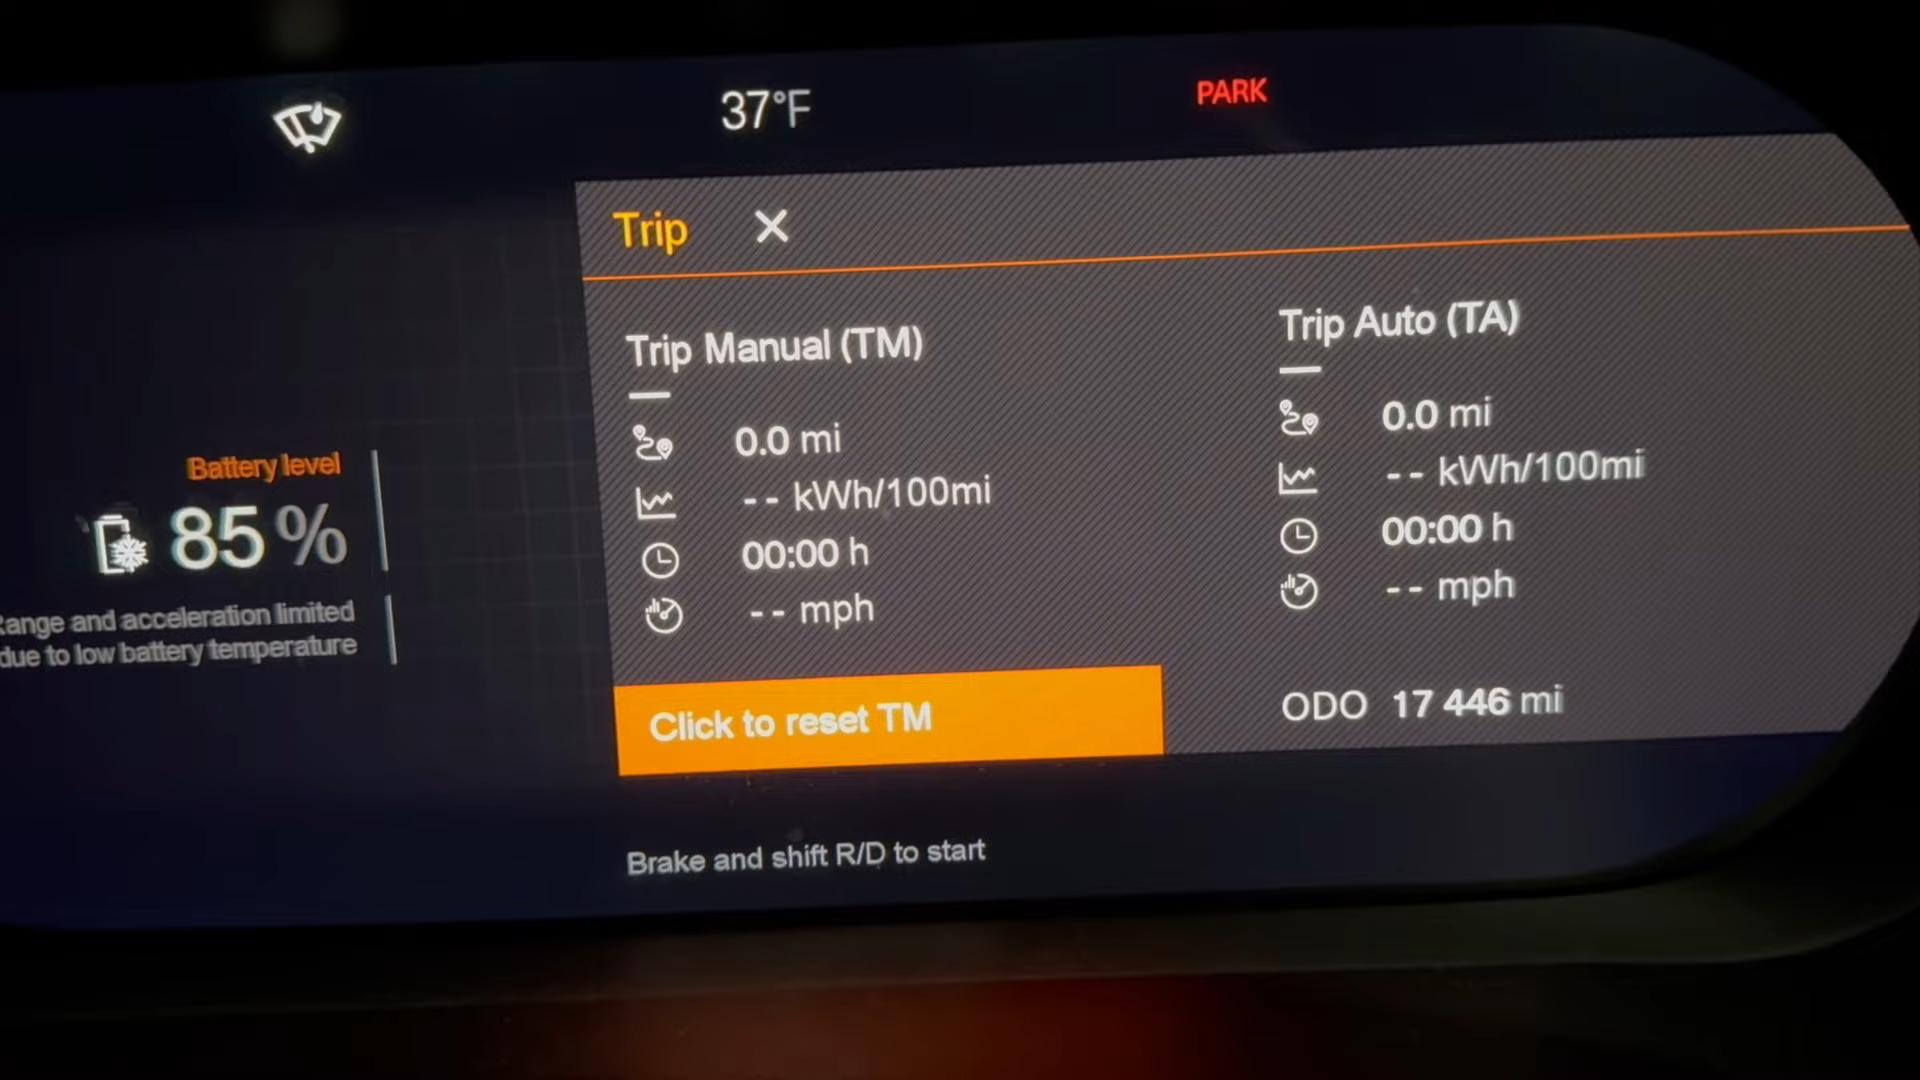 37°F
PARK
Trip
Trip Manual (TM)
0.0 mi
-- kWh/100mi
00:00 h
-- mph
Click to reset TM
Trip Auto (TA)
0.0 mi
-- kWh/100mi
00:00 h
-- mph
ODO 17 446 mi
Battery level
85 %
Range and acceleration limited
due to low battery temperature
Brake and shift R/D to start